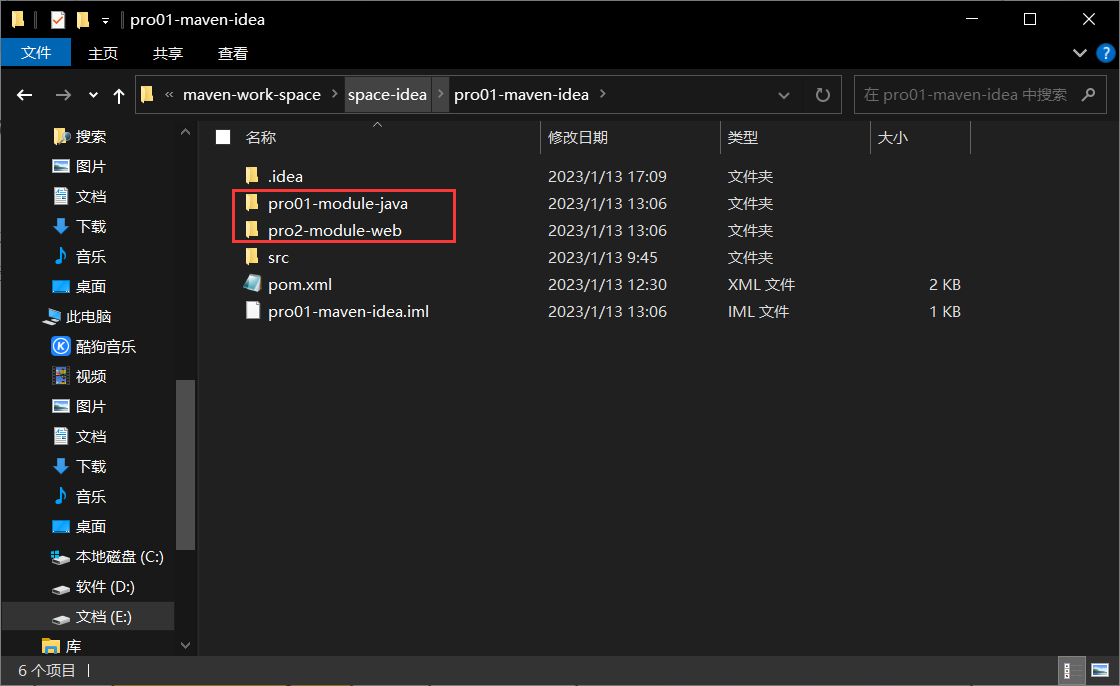 pro01-maven-idea
文件 主页 共享 查看
« maven-work-space › space-idea › pro01-maven-idea ›
在 pro01-maven-idea 中搜索
搜索
图片
文档
下载
音乐
桌面
此电脑
酷狗音乐
视频
图片
文档
下载
音乐
桌面
本地磁盘 (C:)
软件 (D:)
文档 (E:)
库
名称 修改日期 类型 大小
.idea 2023/1/13 17:09 文件夹
pro01-module-java 2023/1/13 13:06 文件夹
pro2-module-web 2023/1/13 13:06 文件夹
src 2023/1/13 9:45 文件夹
pom.xml 2023/1/13 12:30 XML 文件 2 KB
pro01-maven-idea.iml 2023/1/13 13:06 IML 文件 1 KB
6 个项目